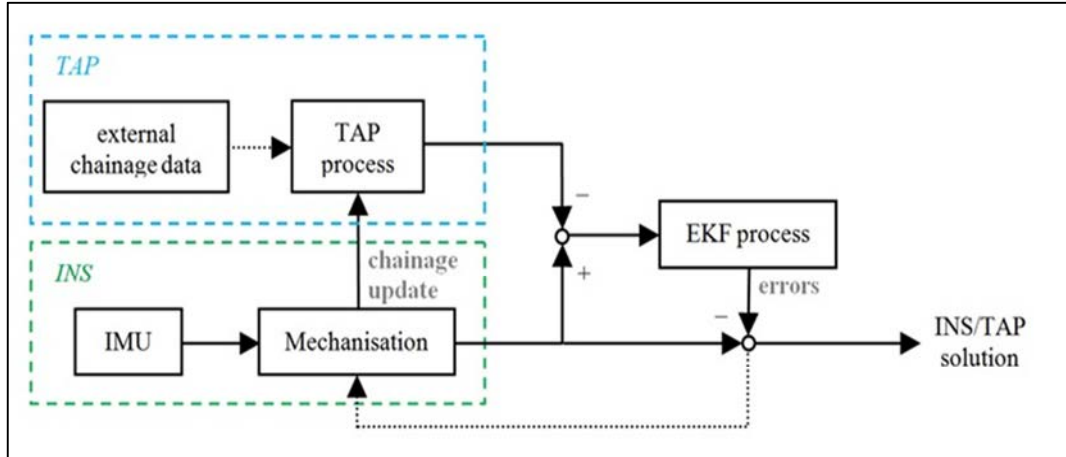 TAP
external
chainage data
TAP
process
−
EKF process
+
chainage
update
errors
INS
IMU
Mechanisation
−
INS/TAP
solution